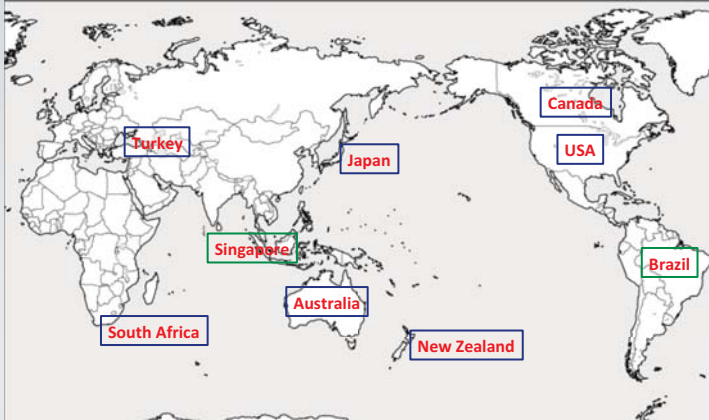 Canada
Turkey
USA
Japan
Singapore
Brazil
Australia
South Africa
New Zealand